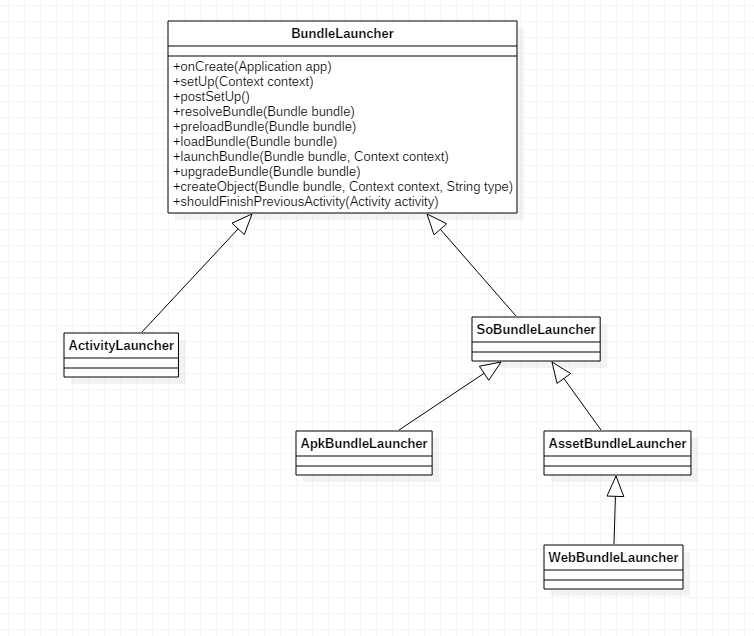 BundleLauncher
+onCreate(Application app)
+setUp(Context context)
+postSetUp()
+resolveBundle(Bundle bundle)
+preloadBundle(Bundle bundle)
+loadBundle(Bundle bundle)
+launchBundle(Bundle bundle, Context context)
+upgradeBundle(Bundle bundle)
+createObject(Bundle bundle, Context context, String type)
+shouldFinishPreviousActivity(Activity activity)
ActivityLauncher
SoBundleLauncher
ApkBundleLauncher
AssetBundleLauncher
WebBundleLauncher